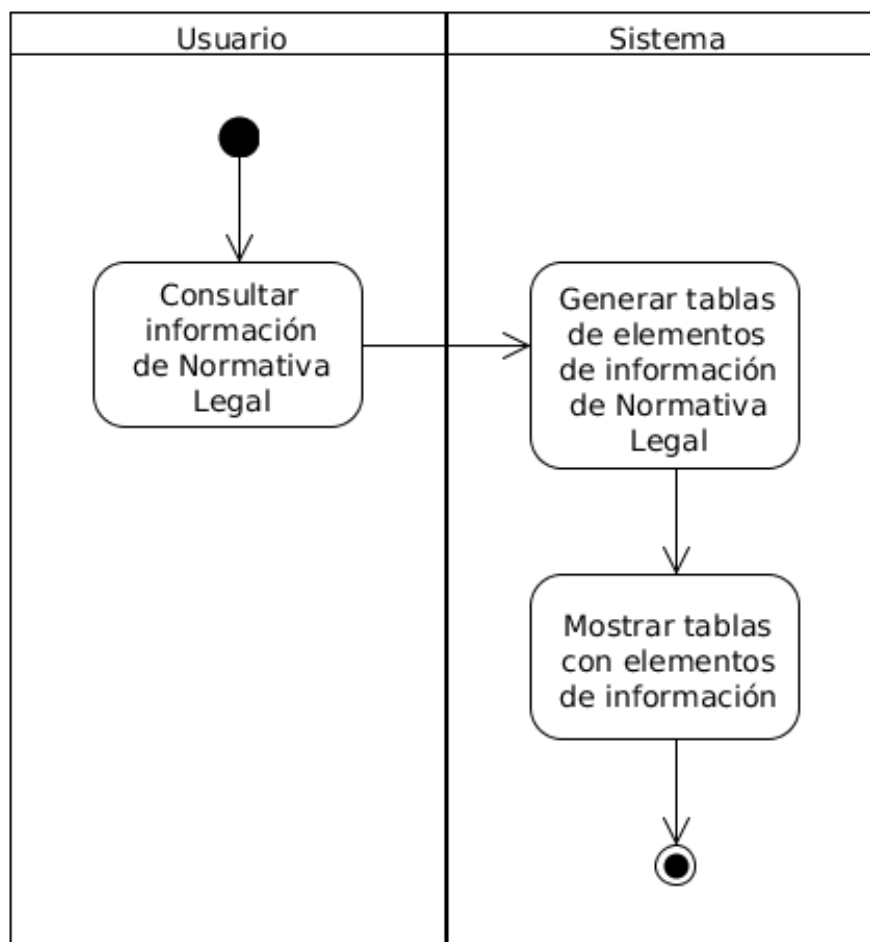 Usuario
Sistema
Consultar
información
de Normativa
Legal
Generar tablas
de elementos
de información
de Normativa
Legal
Mostrar tablas
con elementos
de información